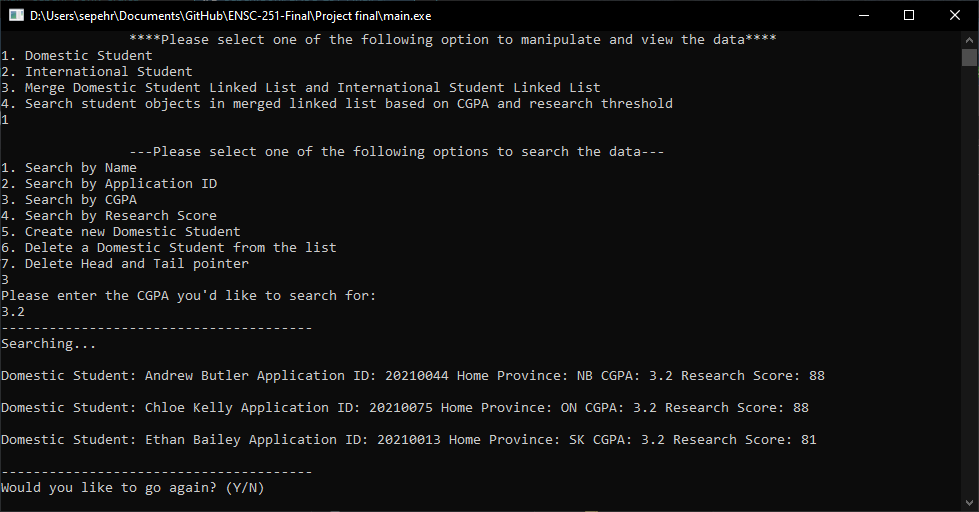 D:\Users\sepehr\Documents\GitHub\ENSC-251-Final\Project final\main.exe
****Please select one of the following option to manipulate and view the data****
1. Domestic Student
2. International Student
3. Merge Domestic Student Linked List and International Student Linked List
4. Search student objects in merged linked list based on CGPA and research threshold
1
---Please select one of the following options to search the data---
1. Search by Name
2. Search by Application ID
3. Search by CGPA
4. Search by Research Score
5. Create new Domestic Student
6. Delete a Domestic Student from the list
7. Delete Head and Tail pointer
3
Please enter the CGPA you'd like to search for:
3.2
---------------------------------------
Searching...
Domestic Student: Andrew Butler Application ID: 20210044 Home Province: NB CGPA: 3.2 Research Score: 88
Domestic Student: Chloe Kelly Application ID: 20210075 Home Province: ON CGPA: 3.2 Research Score: 88
Domestic Student: Ethan Bailey Application ID: 20210013 Home Province: SK CGPA: 3.2 Research Score: 81
---------------------------------------
Would you like to go again? (Y/N)